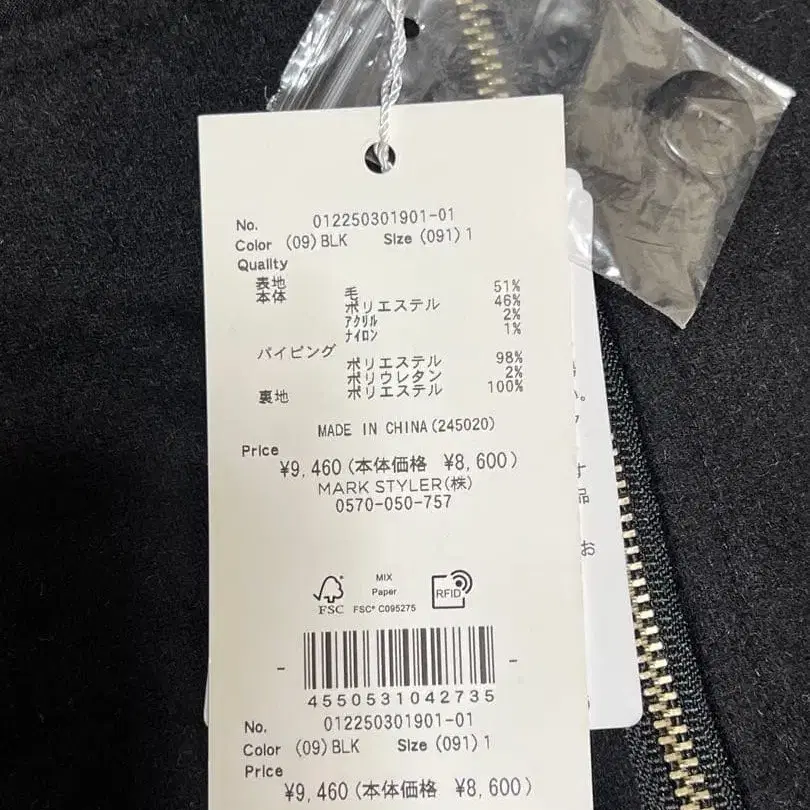 No. 012250301901-01
Color (09)BLK Size (091)1
Quality
表地
本体 毛 51%
ポリエステル 46%
アクリル 2%
ナイロン 1%
パイピング
ポリエステル 98%
ポリウレタン 2%
裏地 ポリエステル 100%
MADE IN CHINA(245020)
Price
¥9,460(本体価格 ¥8,600)
MARK STYLER(株)
0570-050-757
MIX
Paper
FSC FSC® C095275 RFID
4550531042735
No. 012250301901-01
Color (09)BLK Size (091)1
Price
¥9,460(本体価格 ¥8,600)
い。
ク
す
品
お